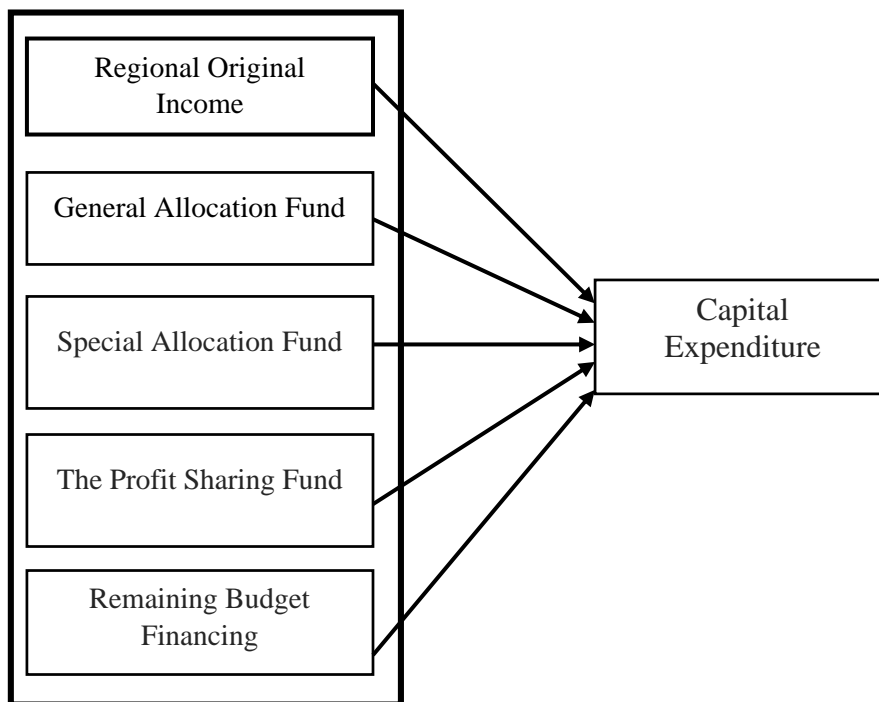 Regional Original
Income
General Allocation Fund
Special Allocation Fund
The Profit Sharing Fund
Remaining Budget
Financing
Capital
Expenditure